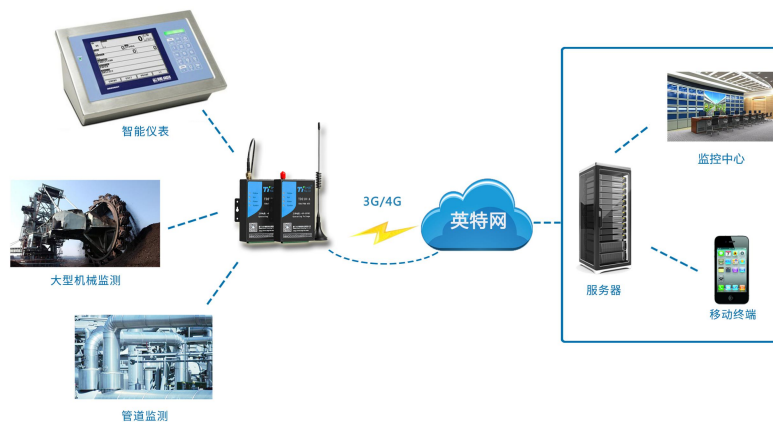 智能仪表
大型机械监测
管道监测
3G/4G
英特网
服务器
监控中心
移动终端